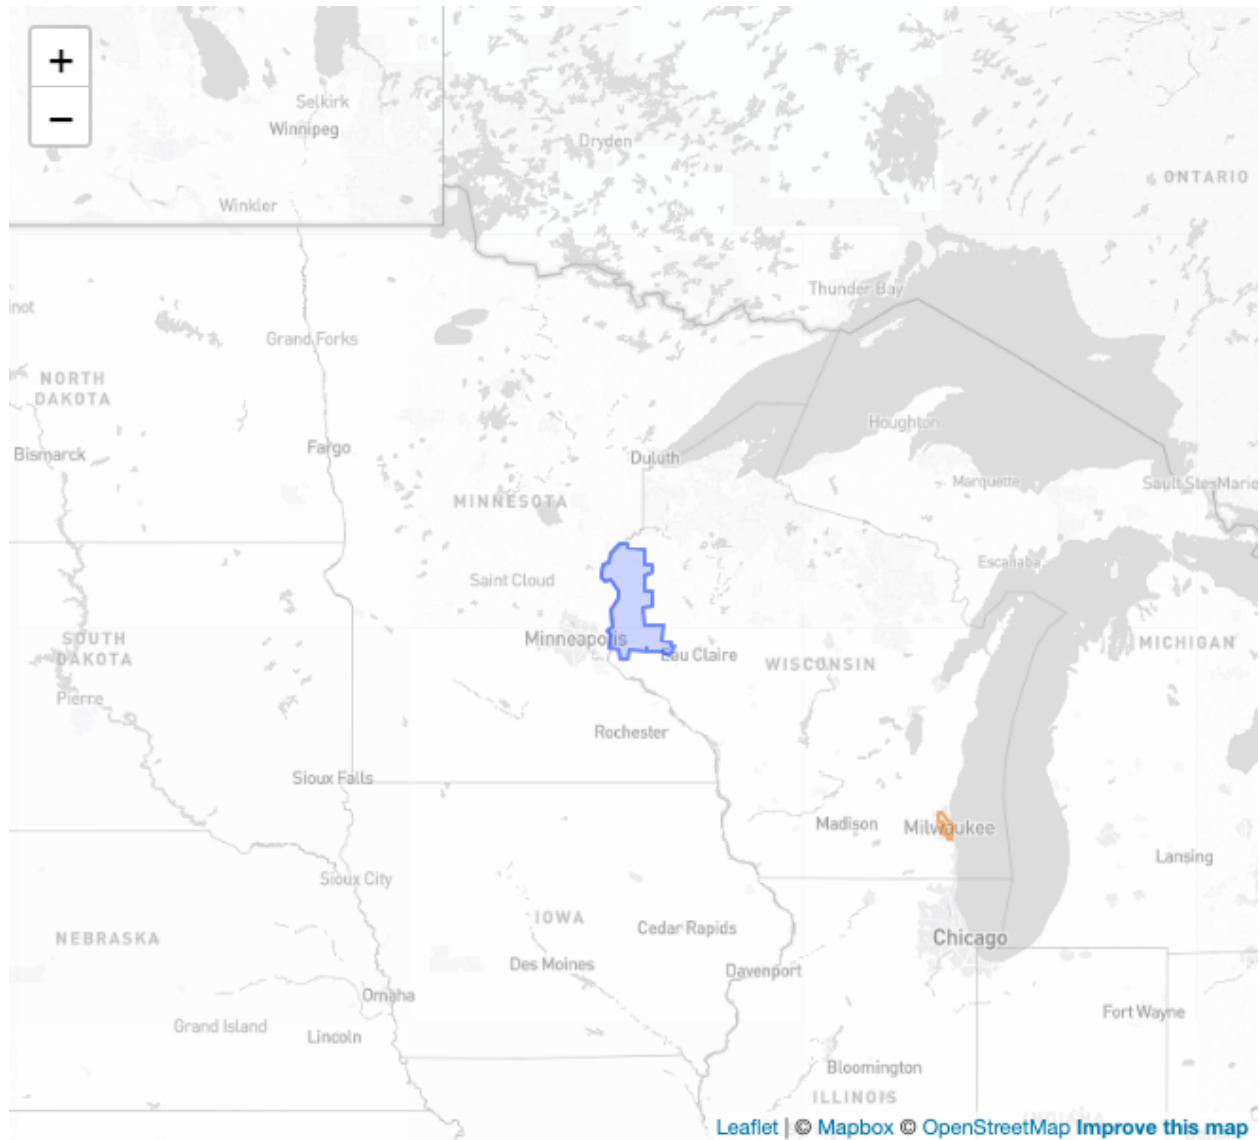 +
−
Selkirk
Winnipeg
Dryden
ONTARIO
Winkler
Thunder Bay
not
Grand Forks
NORTH
DAKOTA
Houghton
Bismarck
Fargo
Duluth
Marquette
Sault Ste-Marie
MINNESOTA
Escanaba
Saint Cloud
SOUTH
DAKOTA
Minneapolis
MICHIGAN
Eau Claire
WISCONSIN
Pierre
Rochester
Sioux Falls
Madison
Milwaukee
Lansing
Sioux City
IOWA
Cedar Rapids
NEBRASKA
Chicago
Des Moines
Davenport
Omaha
Fort Wayne
Grand Island
Lincoln
Bloomington
ILLINOIS
INDIANA
Leaflet | © Mapbox © OpenStreetMap Improve this map